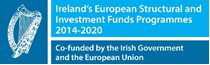 Ireland's European Structural and
Investment Funds Programmes
2014-2020
Co-funded by the Irish Government
and the European Union